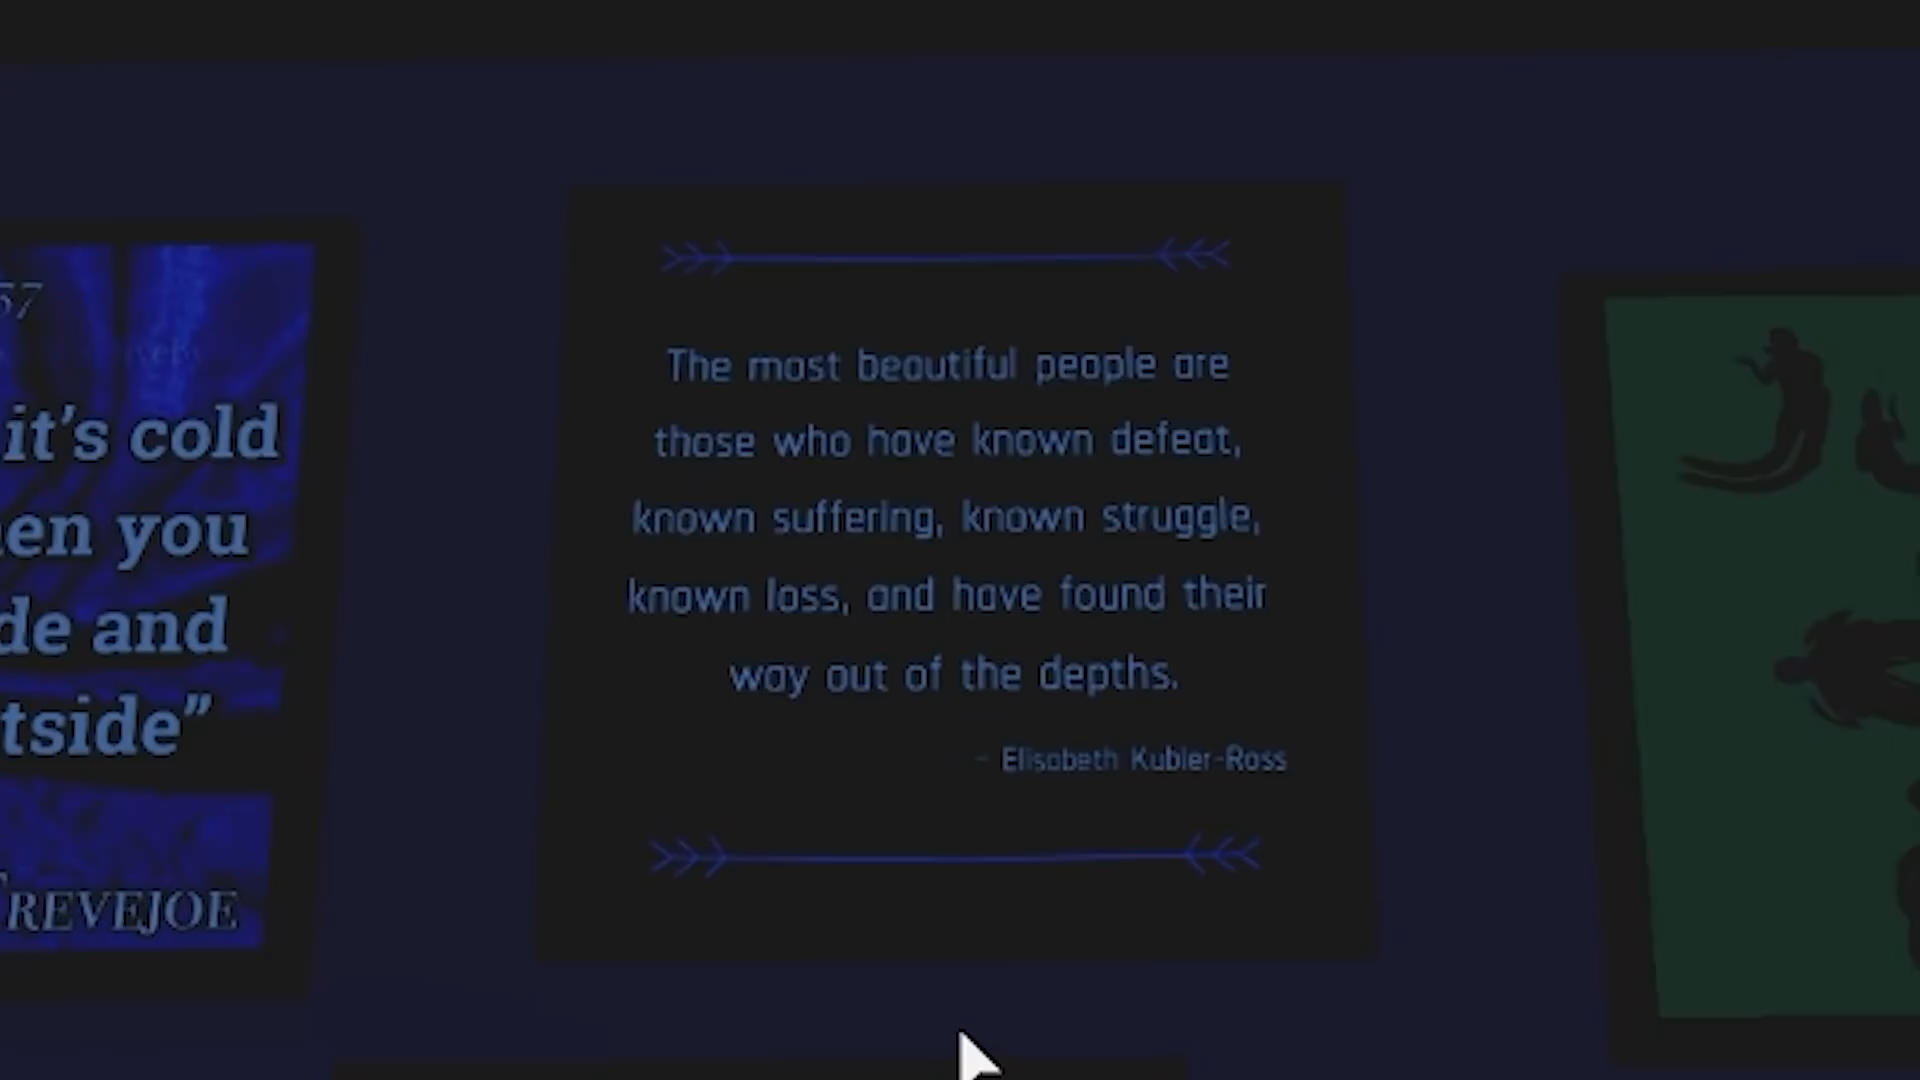 57
it's cold
en you
de and
tside”
REVEJOE
The most beautiful people are
those who have known defeat,
known suffering, known struggle,
known loss, and have found their
way out of the depths.
- Elisabeth Kubler-Ross